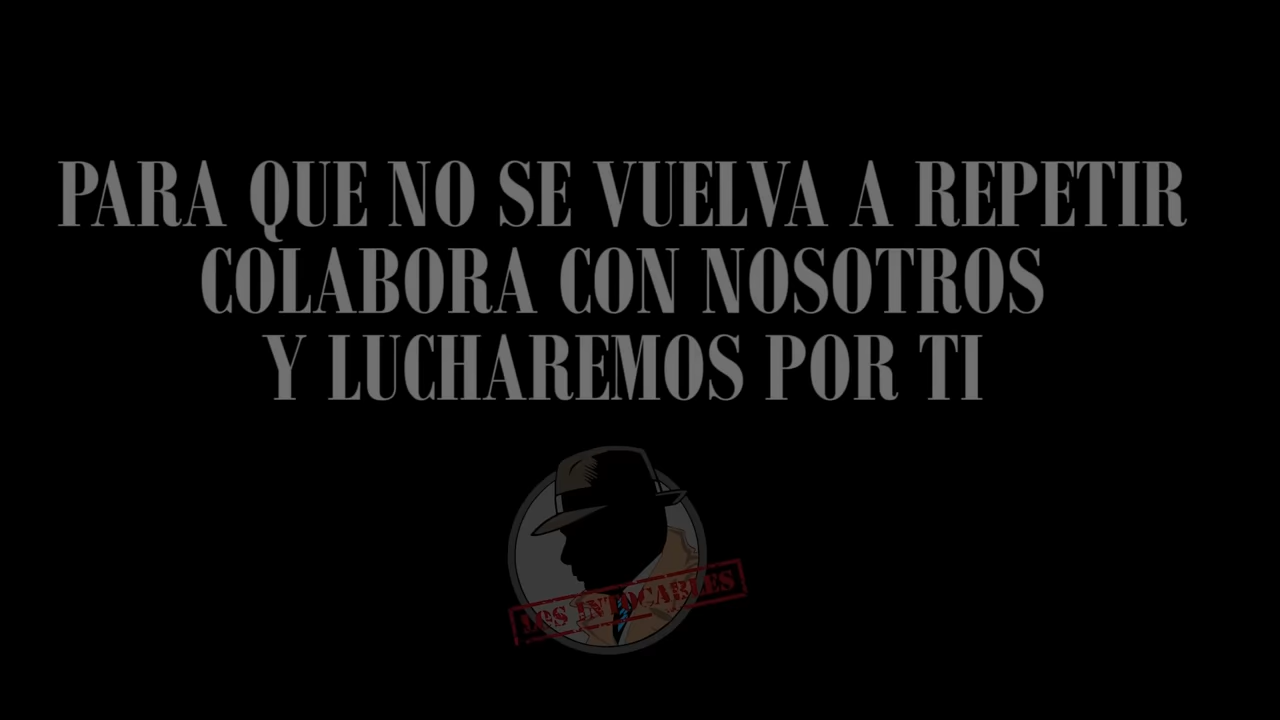 PARA QUE NO SE VUELVA A REPETIR
COLABORA CON NOSOTROS
Y LUCHAREMOS POR TI
LOS INTOCABLES